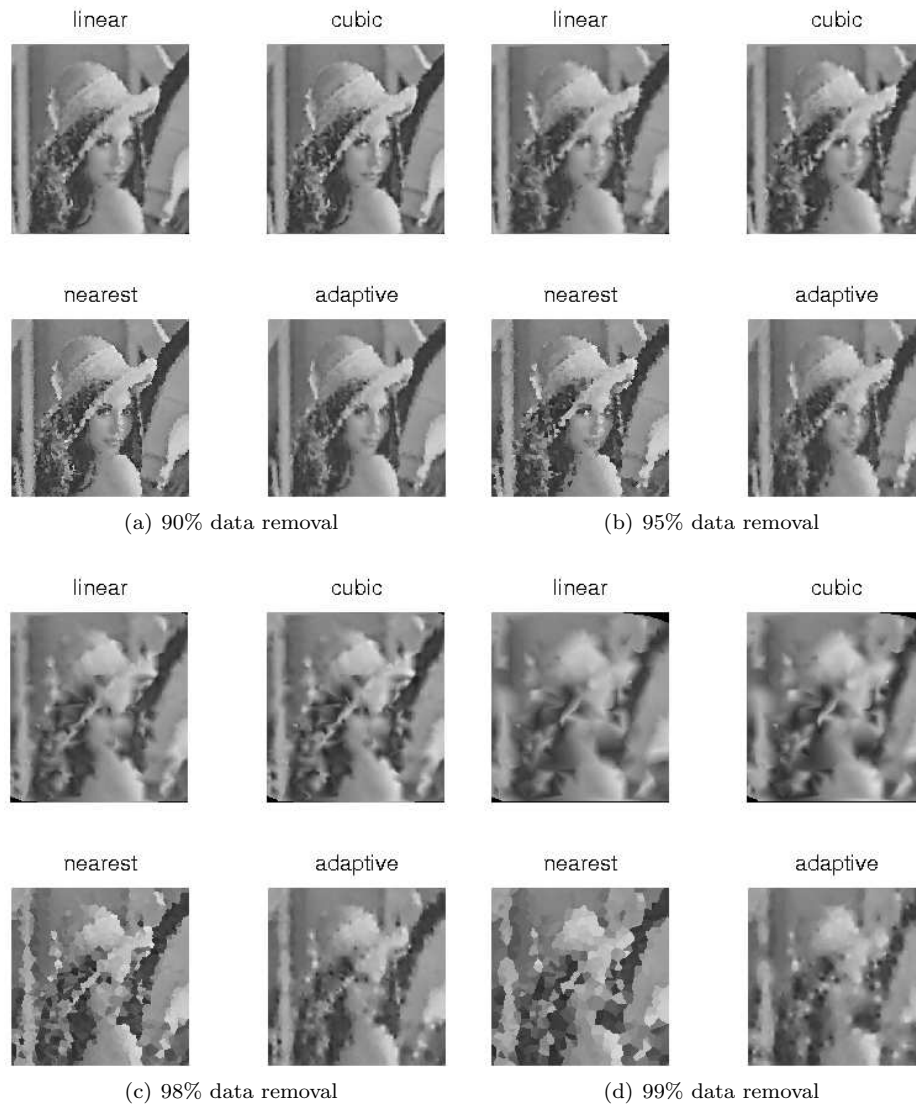 linear
cubic
linear
cubic
nearest
adaptive
nearest
adaptive
(a) 90% data removal
(b) 95% data removal
linear
cubic
linear
cubic
nearest
adaptive
nearest
adaptive
(c) 98% data removal
(d) 99% data removal